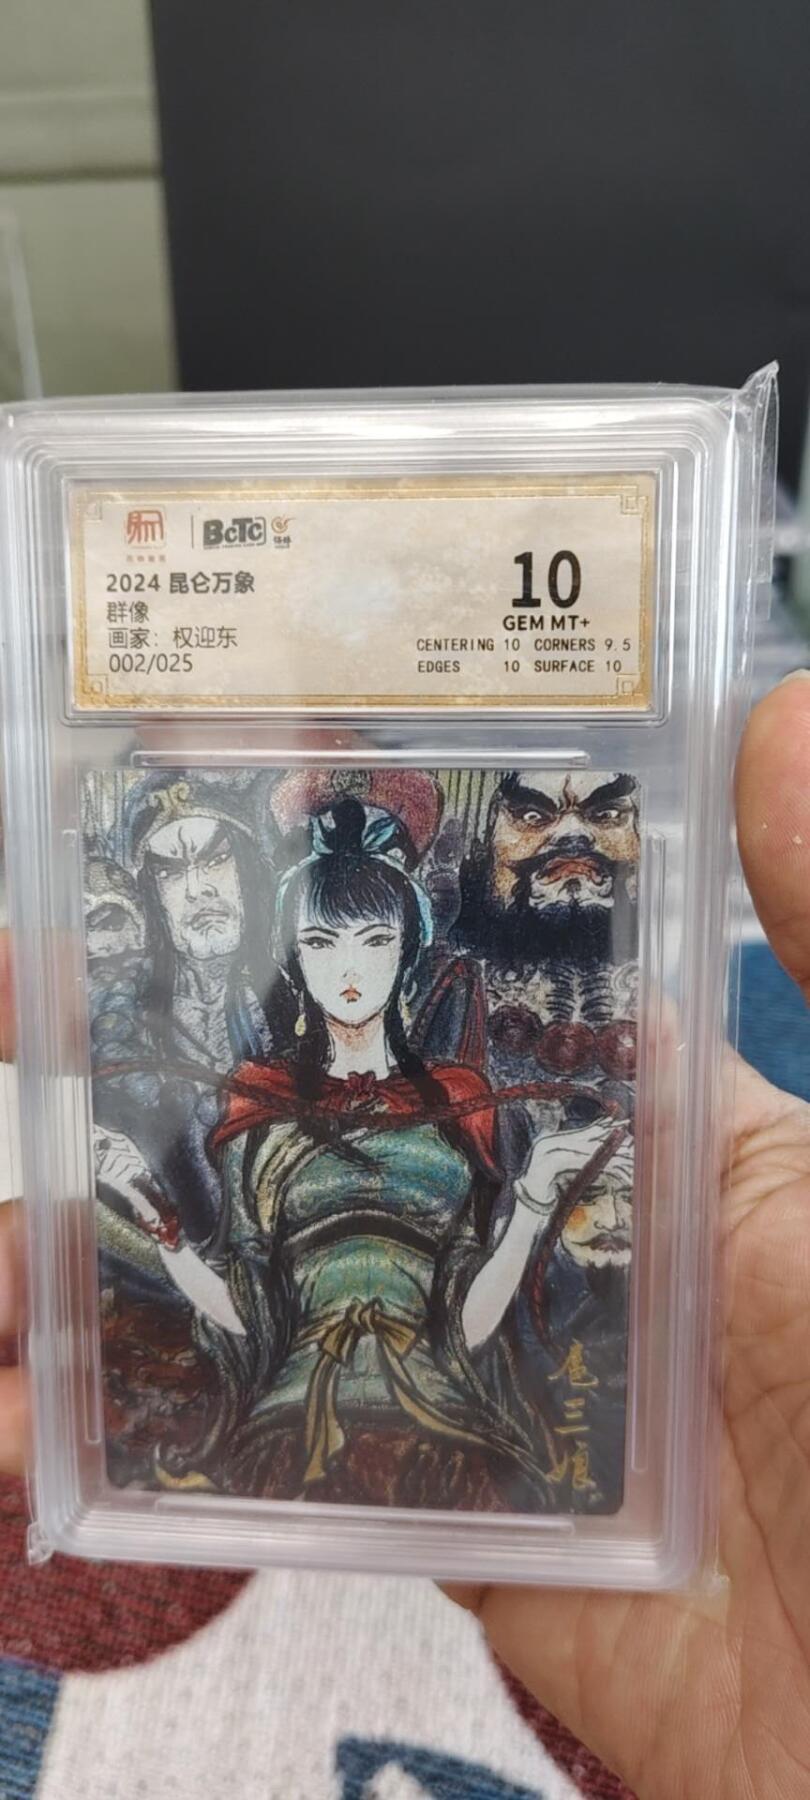 BCTC
2024 昆仑万象
群像
画家：权迎东
002/025
10
GEM MT+
CENTERING 10 CORNERS 9.5
EDGES 10 SURFACE 10
扈三娘